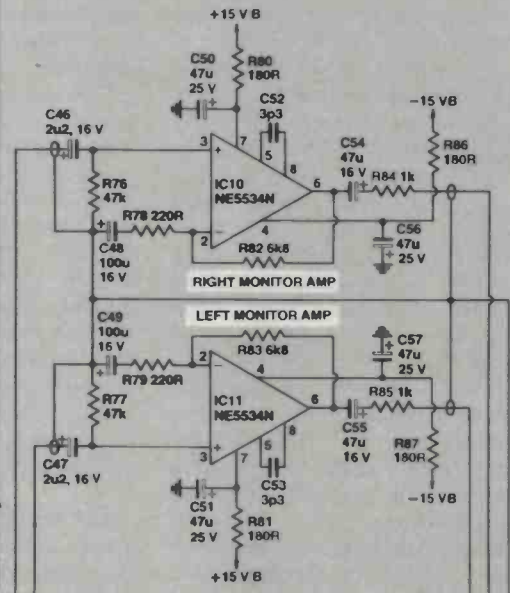 +15 V B
C50
47u
25 V
R80
180R
C52
3p3
-15 VB
C46
2u2, 16 V
C54
47u
16 V
R84 1k
R86
180R
3
+
7
5
8
R76
47k
IC10
NE5534N
6
R78 220R
4
-
2
+
C48
100u
16 V
R82 6k8
C56
47u
25 V
RIGHT MONITOR AMP
LEFT MONITOR AMP
C49
100u
16 V
R83 6k8
C57
47u
25 V
R79 220R
2
-
4
R77
47k
IC11
NE5534N
6
R85 1k
5
8
+
3
7
C47
2u2, 16 V
C55
47u
16 V
R87
180R
C53
3p3
C51
47u
25 V
R81
180R
-15 V B
+15 V B